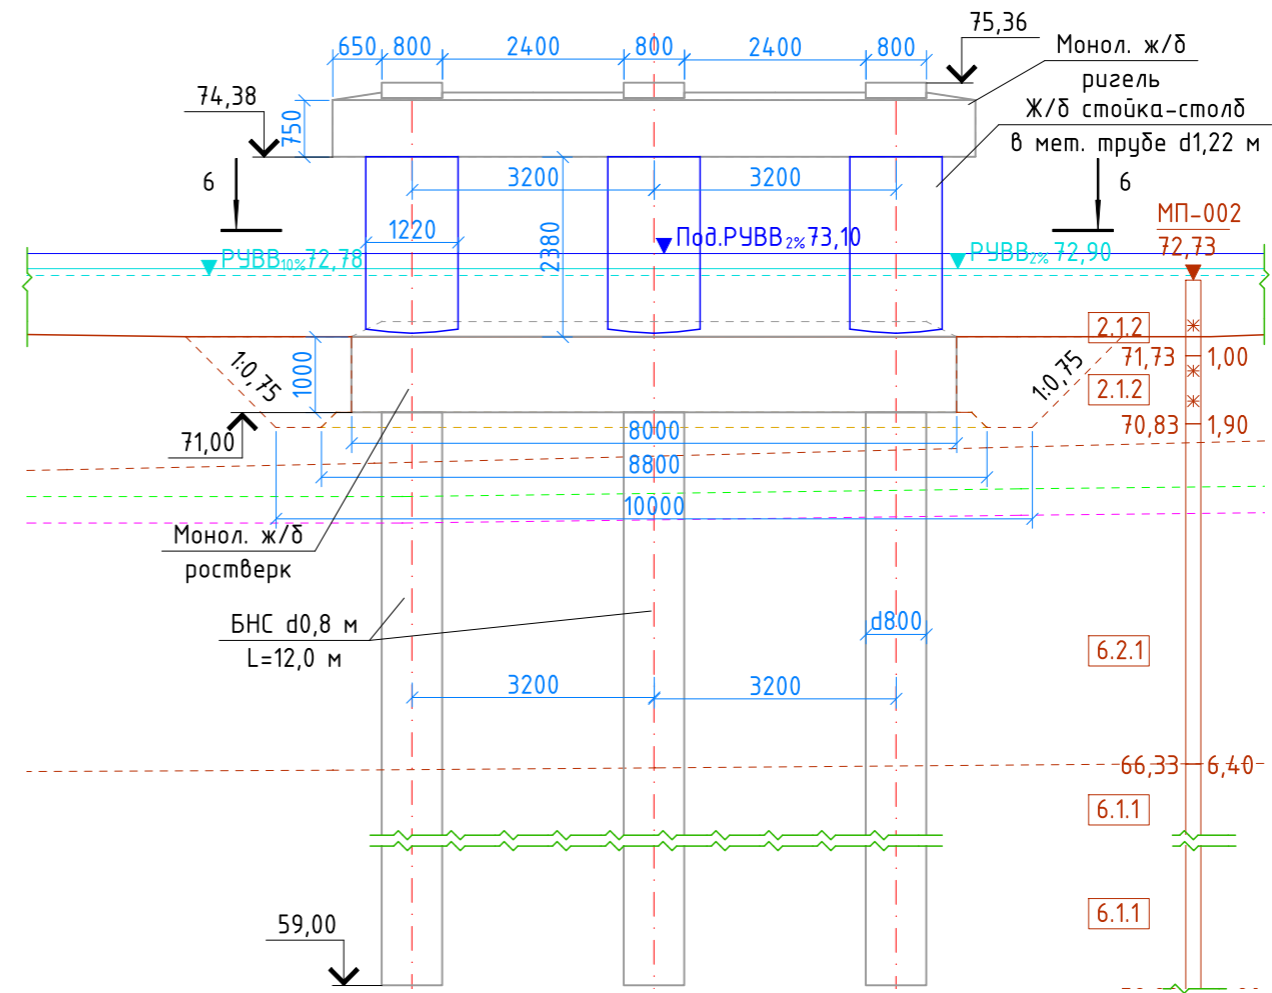 75,36
650 800 2400 800 2400 800
Монол. ж/б
ригель
74,38
750
Ж/б стойка-столб
в мет. трубе d1,22 м
6
3200
3200
6
МП-002
72,73
1220
2380
Под.РУВВ2% 73,10
РУВВ10% 72,78
РУВВ2% 72,90
2.1.2
71,73
1,00
1:0,75
1000
1:0,75
2.1.2
70,83
1,90
71,00
8000
8800
10000
Монол. ж/б
ростверк
БНС d0,8 м
L=12,0 м
d800
6.2.1
3200
3200
66,33
6,40
6.1.1
6.1.1
59,00